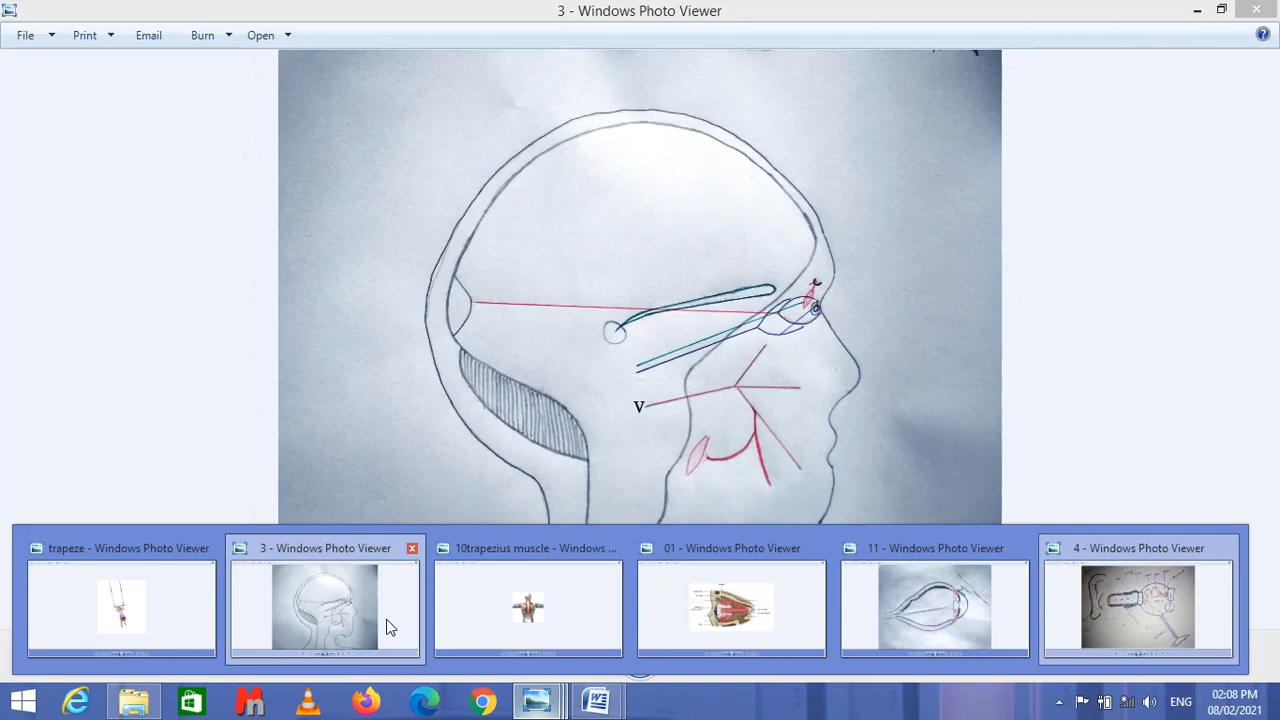 3 - Windows Photo Viewer
File Print Email Burn Open
V
trapeze - Windows Photo Viewer
3 - Windows Photo Viewer
10trapezius muscle - Windows ...
01 - Windows Photo Viewer
11 - Windows Photo Viewer
4 - Windows Photo Viewer
ENG
02:08 PM
08/02/2021